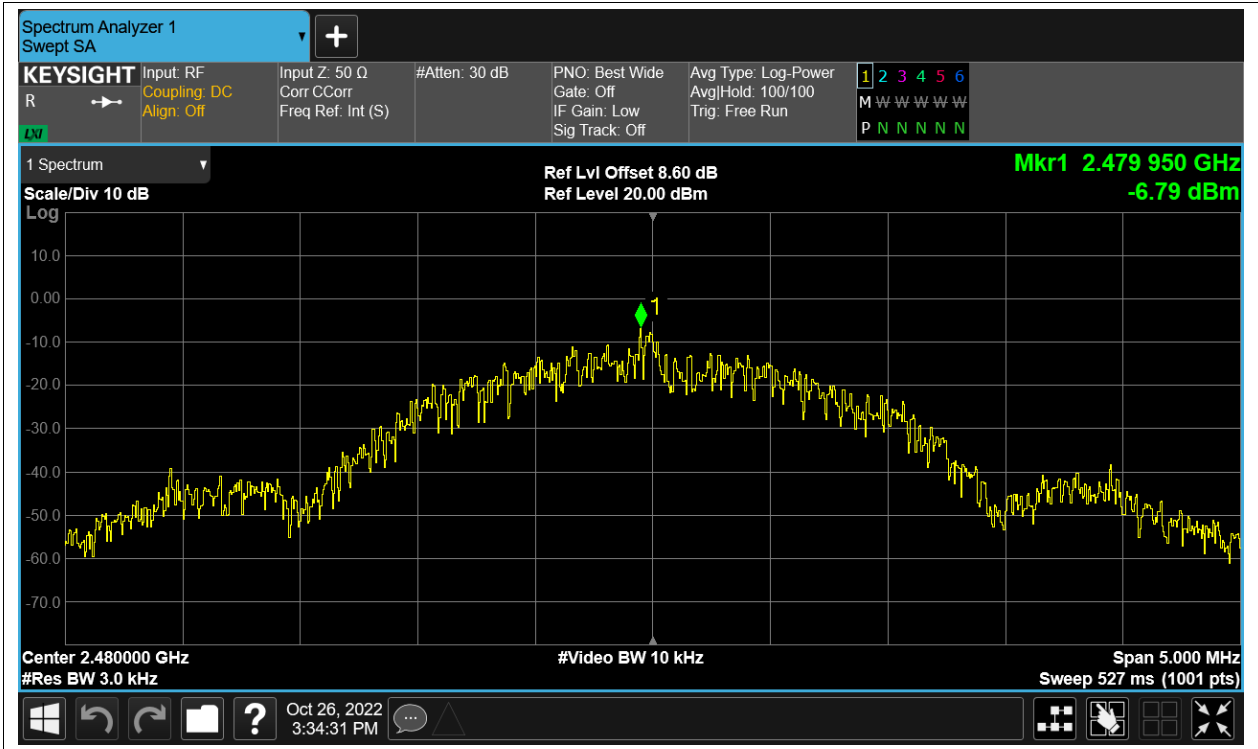 Spectrum Analyzer 1
Swept SA
+
KEYSIGHT
R
LXI
Input: RF
Coupling: DC
Align: Off
Input Z: 50 Ω
Corr CCorr
Freq Ref: Int (S)
#Atten: 30 dB
PNO: Best Wide
Gate: Off
IF Gain: Low
Sig Track: Off
Avg Type: Log-Power
Avg|Hold: 100/100
Trig: Free Run
1 2 3 4 5 6
M W W W W W
P N N N N N
1 Spectrum
Scale/Div 10 dB
Ref Lvl Offset 8.60 dB
Ref Level 20.00 dBm
Mkr1 2.479 950 GHz
-6.79 dBm
Log
10.0
0.00
-10.0
-20.0
-30.0
-40.0
-50.0
-60.0
-70.0
1
Center 2.480000 GHz
#Res BW 3.0 kHz
#Video BW 10 kHz
Span 5.000 MHz
Sweep 527 ms (1001 pts)
?
Oct 26, 2022
3:34:31 PM